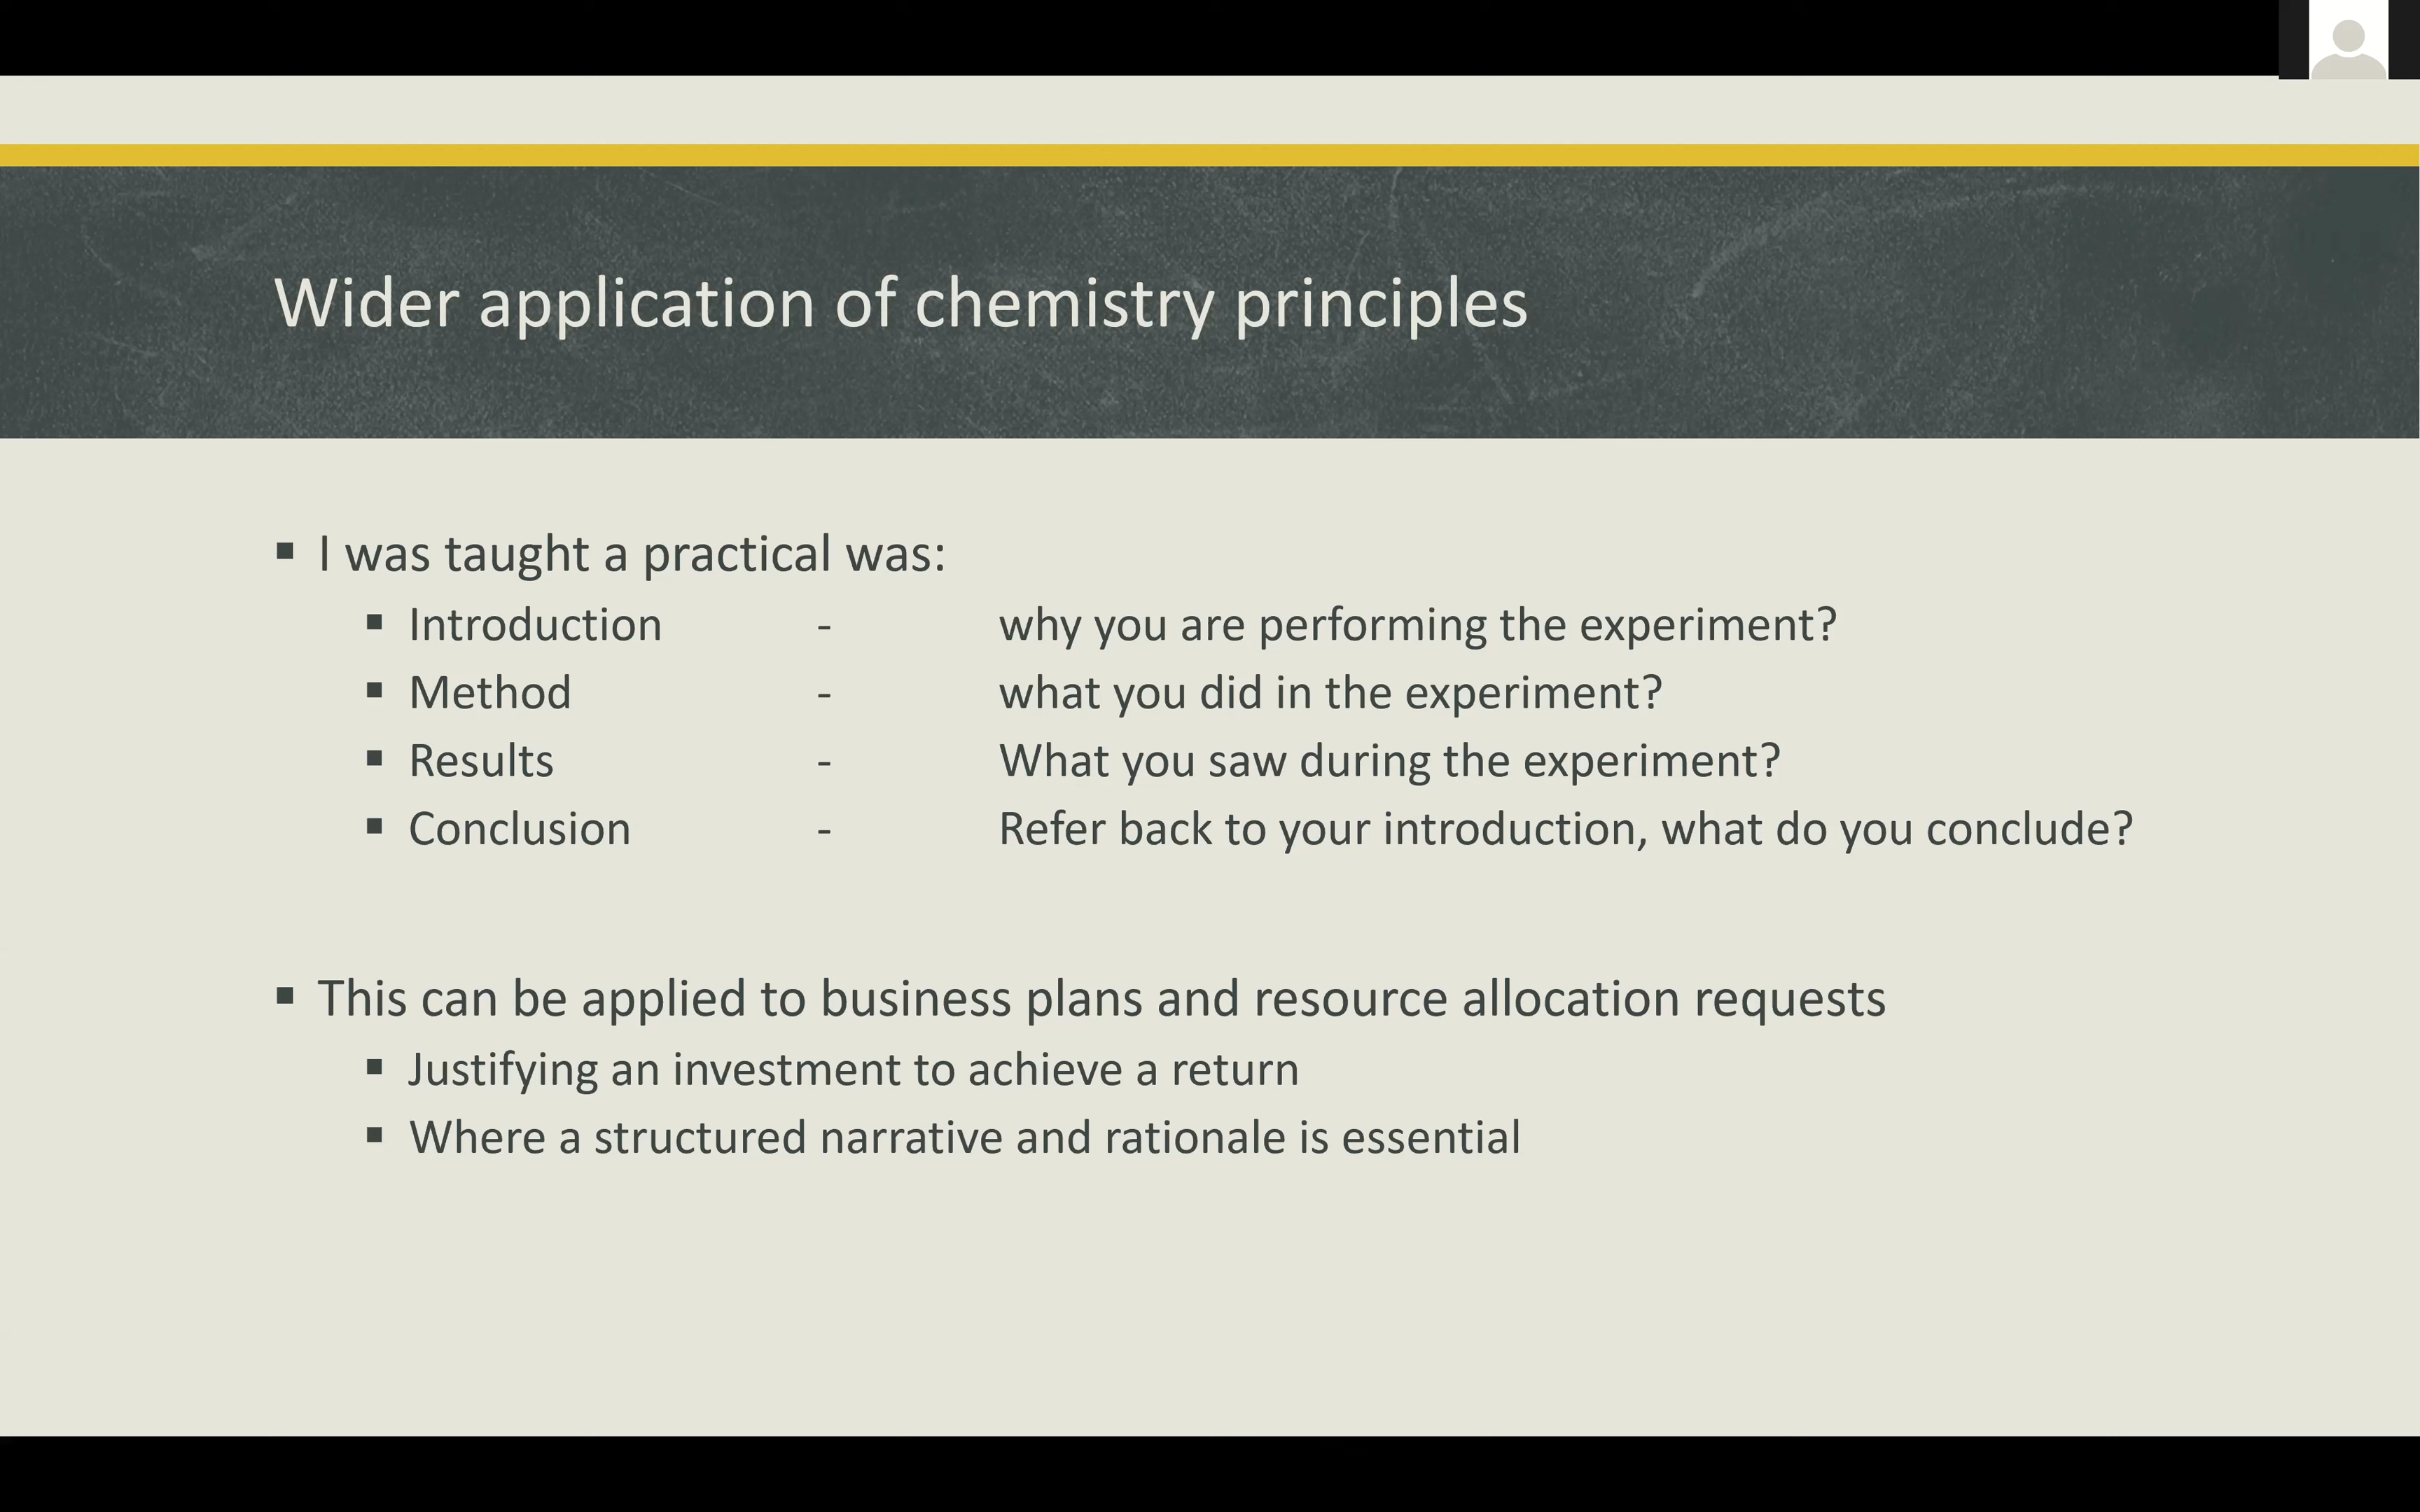 Wider application of chemistry principles
▪ I was taught a practical was:
▪ Introduction - why you are performing the experiment?
▪ Method - what you did in the experiment?
▪ Results - What you saw during the experiment?
▪ Conclusion - Refer back to your introduction, what do you conclude?
▪ This can be applied to business plans and resource allocation requests
▪ Justifying an investment to achieve a return
▪ Where a structured narrative and rationale is essential